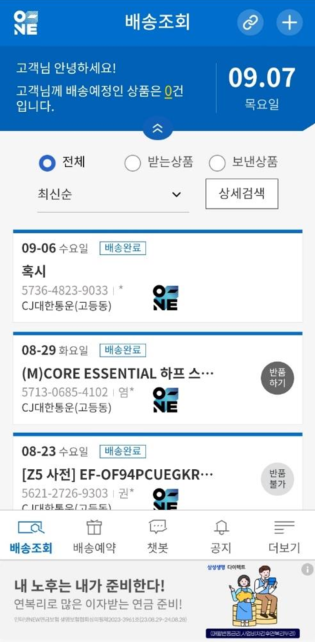 O
NE
배송조회
고객님 안녕하세요!
고객님께 배송예정인 상품은 0건
입니다.
09.07
목요일
전체
받는상품
보낸상품
최신순
상세검색
09-06 수요일 배송완료
혹시
5736-4823-9033 | *
CJ대한통운(고등동)
O
NE
08-29 화요일 배송완료
(M)CORE ESSENTIAL 하프 스…
5713-0685-4102 | 염*
CJ대한통운(고등동)
O
NE
반품
하기
08-23 수요일 배송완료
[Z5 사전] EF-OF94PCUEGKR…
5621-2726-9303 | 권*
CJ대한통운(고등동)
O
NE
반품
불가
배송조회
배송예약
챗봇
공지
더보기
내 노후는 내가 준비한다!
연복리로 많은 이자받는 연금 준비!
삼성생명 다이렉트